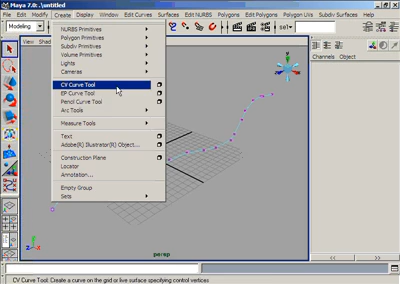 Maya 7.0: .\untitled
File Edit Modify Create Display Window Edit Curves Surfaces Edit NURBS Polygons Edit Polygons Polygon UVs Subdiv Surfaces Help
Modeling
sel
NURBS Primitives
Polygon Primitives
Subdiv Primitives
Volume Primitives
Lights
Cameras
CV Curve Tool
EP Curve Tool
Pencil Curve Tool
Arc Tools
Measure Tools
Text
Adobe(R) Illustrator(R) Object...
Construction Plane
Locator
Annotation...
Empty Group
Sets
Channels Object
persp
CV Curve Tool: Create a curve on the grid or live surface specifying control vertices